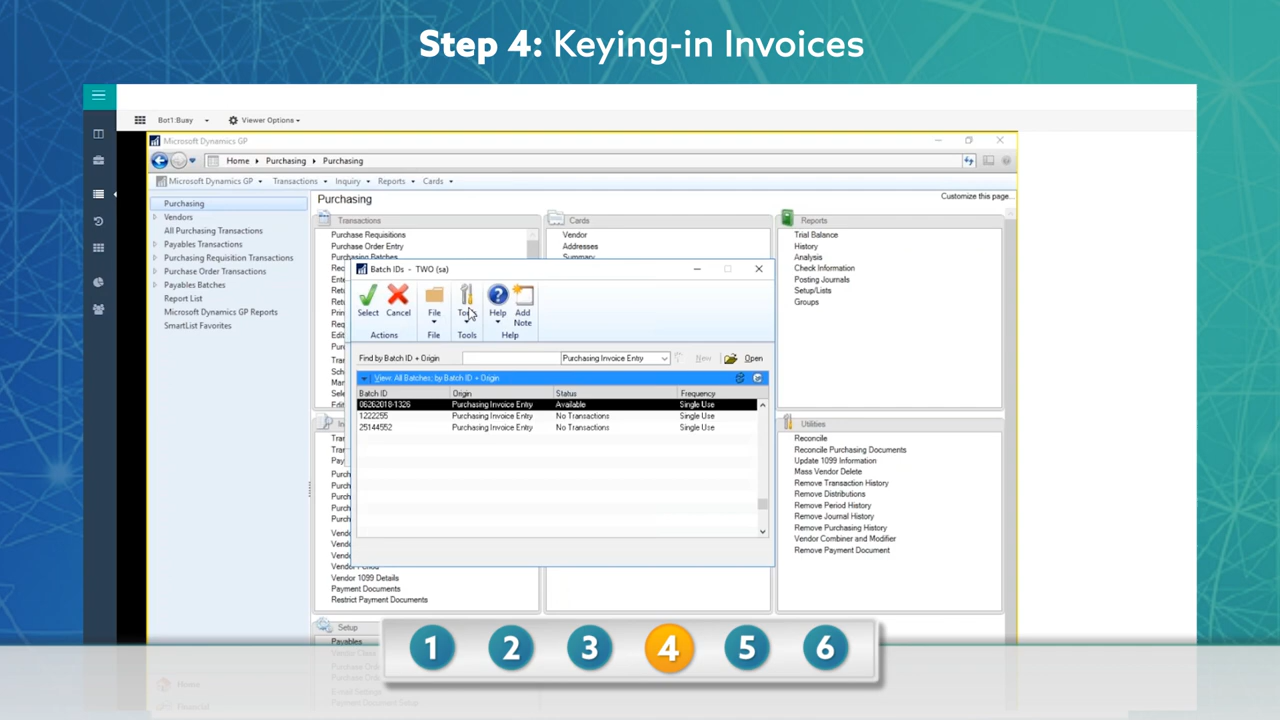 Step 4: Keying-in Invoices
Bot1:Busy
Viewer Options
Microsoft Dynamics GP
Home Purchasing Purchasing
Microsoft Dynamics GP Transactions Inquiry Reports Cards
Purchasing
Vendors
All Purchasing Transactions
Payables Transactions
Purchasing Requisition Transactions
Purchase Order Transactions
Payables Batches
Report List
Microsoft Dynamics GP Reports
SmartList Favorites
Purchasing
Customize this page...
Transactions
Purchase Requisitions
Purchase Order Entry
Purchasing Batches
Cards
Vendor
Addresses
Summary
Reports
Trial Balance
History
Analysis
Check Information
Posting Journals
Setup/Lists
Groups
Batch IDs - TWO (sa)
Select
Cancel
File
Tools
Help
Add Note
Actions
File
Tools
Help
Find by Batch ID + Origin
Purchasing Invoice Entry
New
Open
View: All Batches; by Batch ID + Origin
Batch ID Origin Status Frequency
06262018-1326 Purchasing Invoice Entry Available Single Use
1222255 Purchasing Invoice Entry No Transactions Single Use
25144552 Purchasing Invoice Entry No Transactions Single Use
Vendor 1099 Details
Payment Documents
Restrict Payment Documents
Utilities
Reconcile
Reconcile Purchasing Documents
Update 1099 Information
Mass Vendor Delete
Remove Transaction History
Remove Distributions
Remove Period History
Remove Journal History
Remove Purchasing History
Vendor Combiner and Modifier
Remove Payment Document
Setup
Payables
Home
Financial
1 2 3 4 5 6